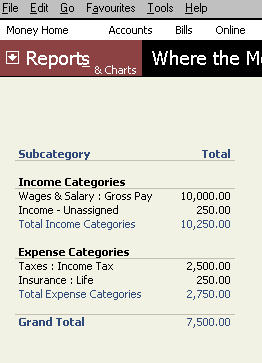 File Edit Go Favourites Tools Help
Money Home Accounts Bills Online
Reports & Charts Where the
Subcategory Total
Income Categories
Wages & Salary : Gross Pay 10,000.00
Income - Unassigned 250.00
Total Income Categories 10,250.00
Expense Categories
Taxes : Income Tax 2,500.00
Insurance : Life 250.00
Total Expense Categories 2,750.00
Grand Total 7,500.00